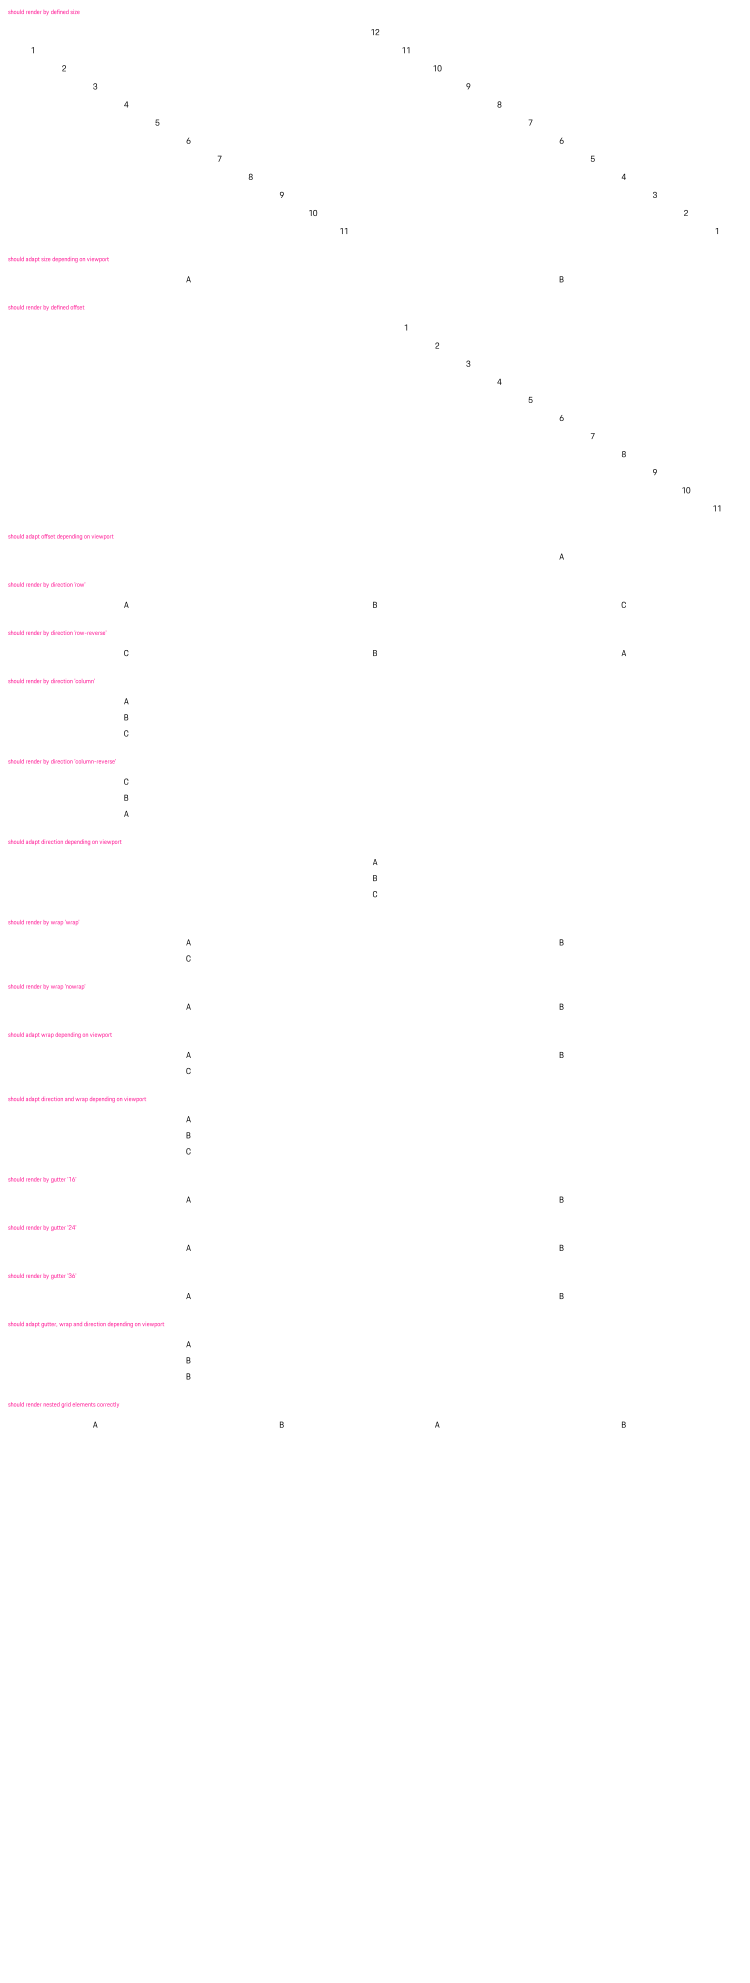 should render by defined size
12
1 11
2 10
3 9
4 8
5 7
6 6
7 5
8 4
9 3
10 2
11 1
should adapt size depending on viewport
A B
should render by defined offset
1
2
3
4
5
6
7
8
9
10
11
should adapt offset depending on viewport
A
should render by direction 'row'
A B C
should render by direction 'row-reverse'
C B A
should render by direction 'column'
A
B
C
should render by direction 'column-reverse'
C
B
A
should adapt direction depending on viewport
A
B
C
should render by wrap 'wrap'
A B
C
should render by wrap 'nowrap'
A B
should adapt wrap depending on viewport
A B
C
should adapt direction and wrap depending on viewport
A
B
C
should render by gutter '16'
A B
should render by gutter '24'
A B
should render by gutter '36'
A B
should adapt gutter, wrap and direction depending on viewport
A
B
B
should render nested grid elements correctly
A B A B